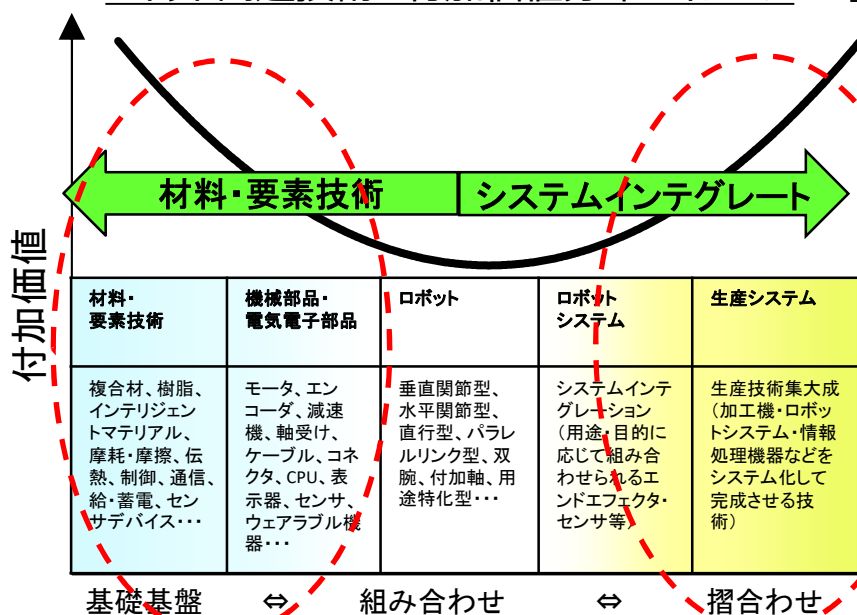 付加価値
材料・要素技術
システムインテグレート
材料・
要素技術
機械部品・
電気電子部品
ロボット
ロボット
システム
生産システム
複合材、樹脂、
インテリジェン
トマテリアル、
摩耗・摩擦、伝
熱、制御、通信、
給・蓄電、セン
サデバイス・・・
モータ、エン
コーダ、減速
機、軸受け、
ケーブル、コネ
クタ、CPU、表
示器、センサ、
ウェアラブル機
器・・・
垂直関節型、
水平関節型、
直行型、パラレ
ルリンク型、双
腕、付加軸、用
途特化型・・・
システムインテ
グレーション
(用途・目的に
応じて組み合
わせられるエ
ンドエフェクタ・
センサ等)
生産技術集大成
(加工機・ロボッ
トシステム・情報
処理機器などを
システム化して
完成させる技
術)
基礎基盤 ⇔ 組み合わせ ⇔ 摺合わせ